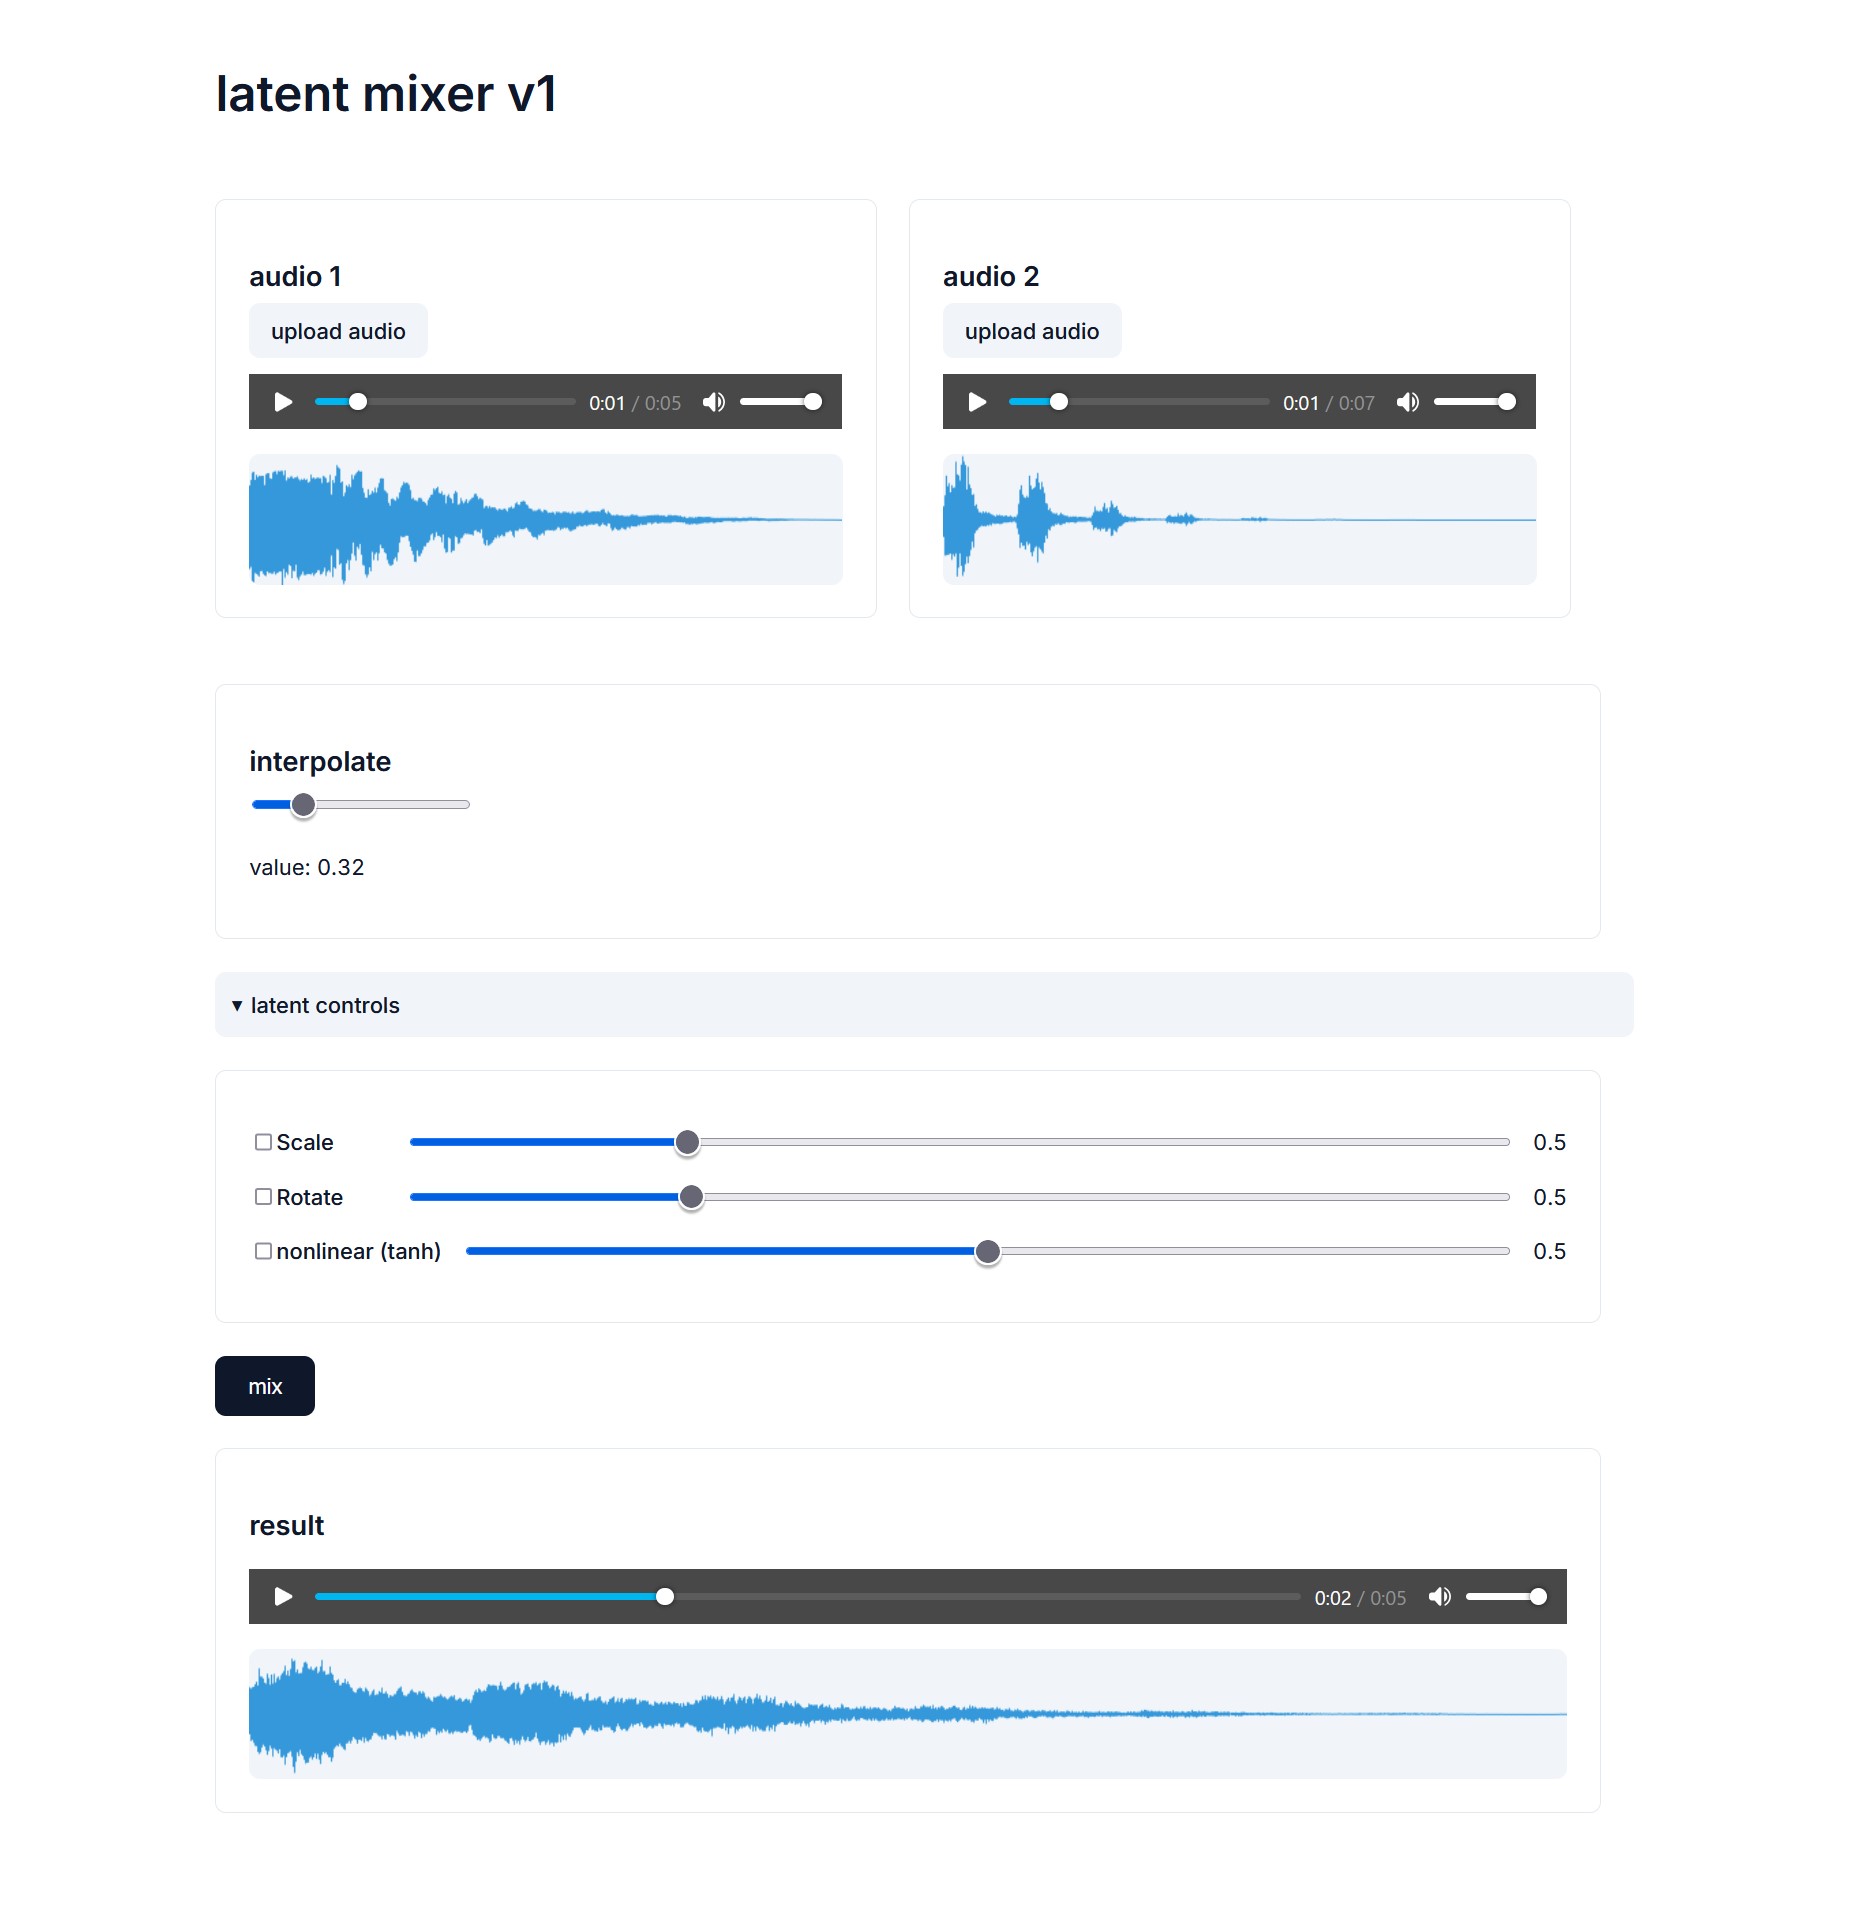 latent mixer v1
audio 1
upload audio
0:01 / 0:05
audio 2
upload audio
0:01 / 0:07
interpolate
value: 0.32
▼ latent controls
Scale 0.5
Rotate 0.5
nonlinear (tanh) 0.5
mix
result
0:02 / 0:05